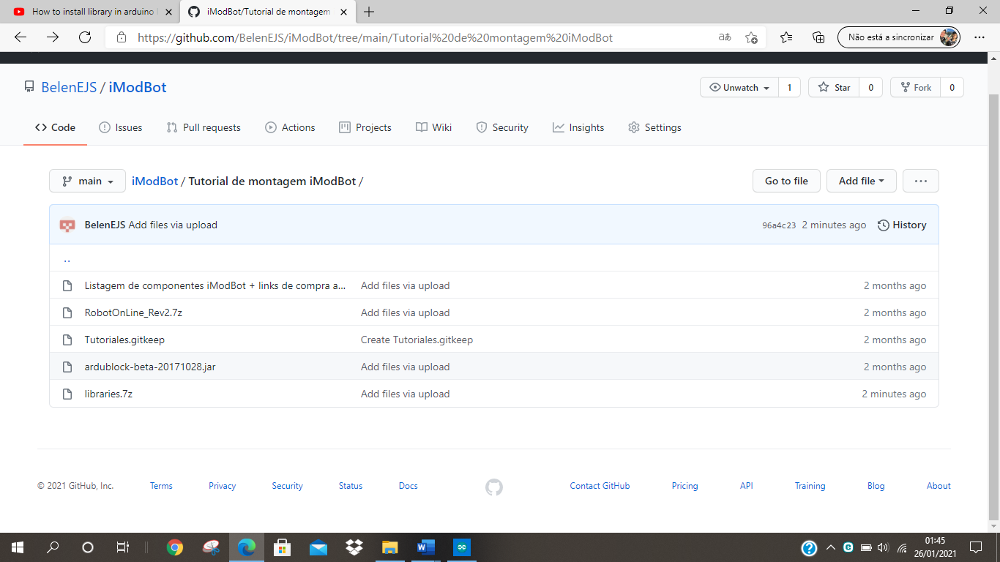 How to install library in arduino
iModBot/Tutorial de montagem
https://github.com/BelenEJS/iModBot/tree/main/Tutorial%20de%20montagem%20iModBot
aあ
Não está a sincronizar
BelenEJS / iModBot
Unwatch 1
Star 0
Fork 0
Code Issues Pull requests Actions Projects Wiki Security Insights Settings
main iModBot / Tutorial de montagem iModBot / Go to file Add file ...
BelenEJS Add files via upload 96a4c23 2 minutes ago History
..
Listagem de componentes iModBot + links de compra a... Add files via upload 2 months ago
RobotOnLine_Rev2.7z Add files via upload 2 months ago
Tutoriales.gitkeep Create Tutoriales.gitkeep 2 months ago
ardublock-beta-20171028.jar Add files via upload 2 months ago
libraries.7z Add files via upload 2 minutes ago
© 2021 GitHub, Inc. Terms Privacy Security Status Docs Contact GitHub Pricing API Training Blog About
01:45
26/01/2021